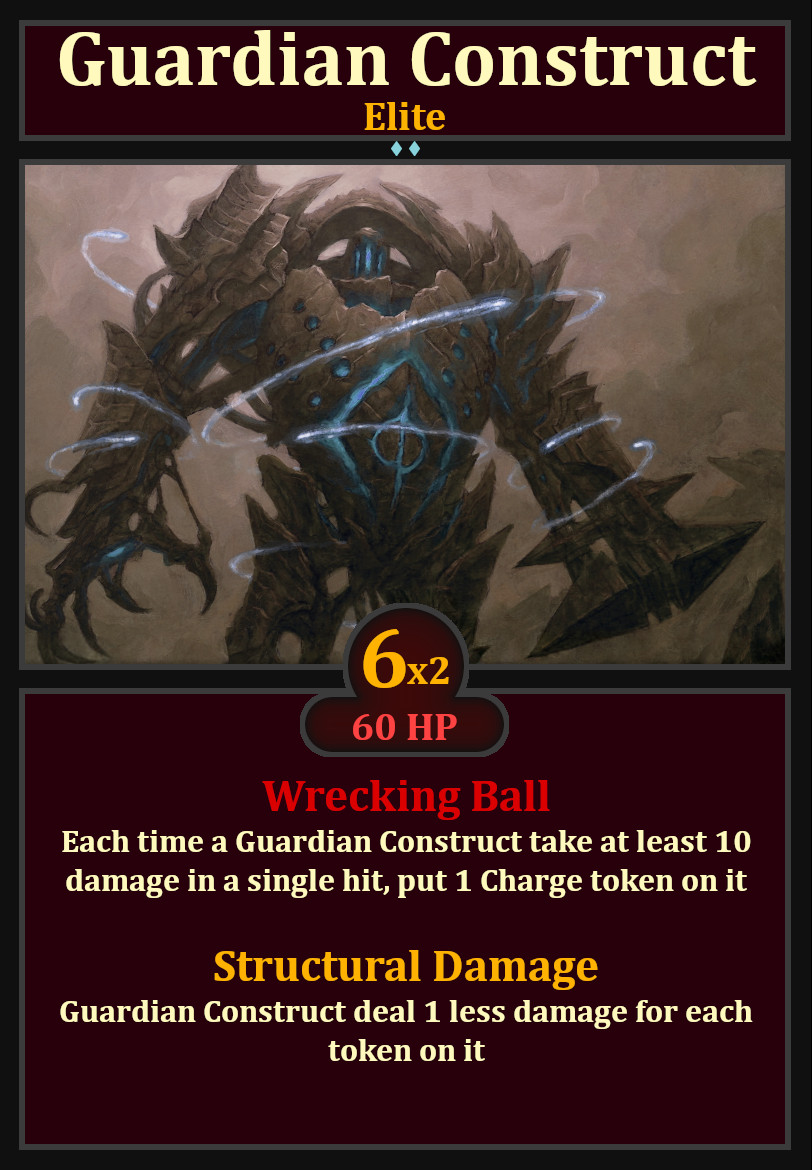 Guardian Construct
Elite
6x2
60 HP
Wrecking Ball
Each time a Guardian Construct take at least 10
damage in a single hit, put 1 Charge token on it
Structural Damage
Guardian Construct deal 1 less damage for each
token on it